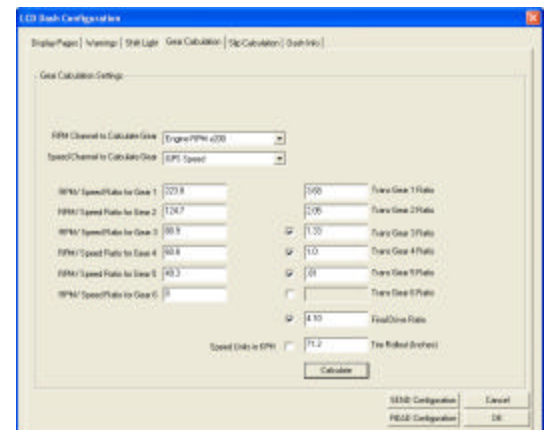 LCD Dash Configuration
Display Pages Warnings Shift Light Gear Calculation Slip Calculation Dash Info
Gear Calculation Settings
RPM Channel to Calculate Gear Engine RPM x200
Speed Channel to Calculate Gear GPS Speed
RPM / Speed Ratio for Gear 1 223.8 3.68 Trans Gear 1 Ratio
RPM / Speed Ratio for Gear 2 124.7 2.05 Trans Gear 2 Ratio
RPM / Speed Ratio for Gear 3 80.9 1.33 Trans Gear 3 Ratio
RPM / Speed Ratio for Gear 4 60.8 1.0 Trans Gear 4 Ratio
RPM / Speed Ratio for Gear 5 49.3 .81 Trans Gear 5 Ratio
RPM / Speed Ratio for Gear 6 0 Trans Gear 6 Ratio
4.10 Final Drive Ratio
Speed Units in KPH 71.2 Tire Rollout (Inches)
Calculate
SEND Configuration Cancel
READ Configuration OK